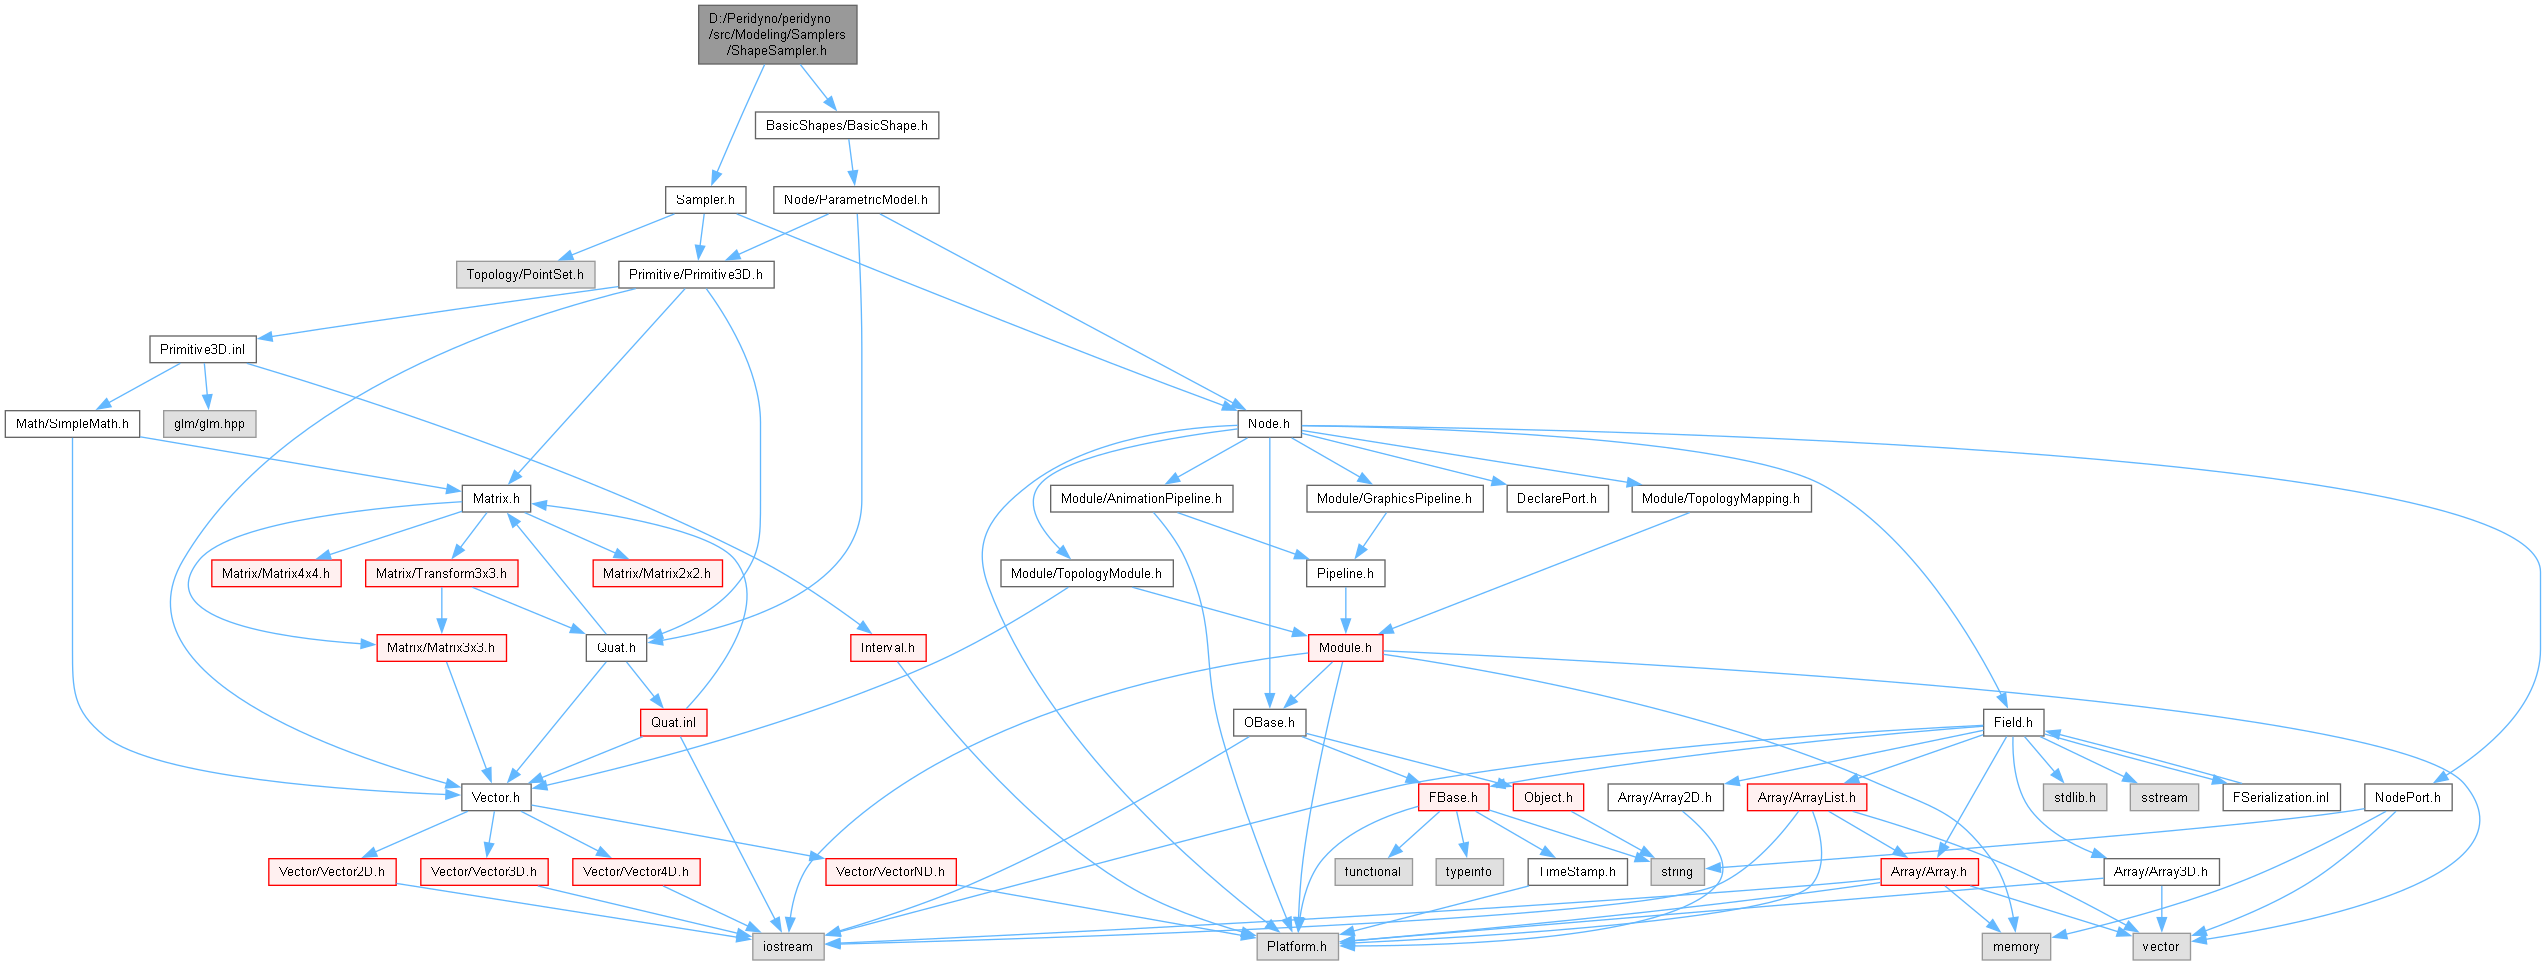 D:/Peridyno/peridyno
/src/Modeling/Samplers
/ShapeSampler.h
BasicShapes/BasicShape.h
Sampler.h
Node/ParametricModel.h
Topology/PointSet.h
Primitive/Primitive3D.h
Primitive3D.inl
Math/SimpleMath.h
glm/glm.hpp
Node.h
Matrix.h
Module/AnimationPipeline.h
Module/GraphicsPipeline.h
DeclarePort.h
Module/TopologyMapping.h
Matrix/Matrix4x4.h
Matrix/Transform3x3.h
Matrix/Matrix2x2.h
Module/TopologyModule.h
Pipeline.h
Matrix/Matrix3x3.h
Quat.h
Interval.h
Module.h
Quat.inl
OBase.h
Field.h
Vector.h
FBase.h
Object.h
Array/Array2D.h
Array/ArrayList.h
stdlib.h
sstream
FSerialization.inl
NodePort.h
Vector/Vector2D.h
Vector/Vector3D.h
Vector/Vector4D.h
Vector/VectorND.h
functional
typeinfo
TimeStamp.h
string
Array/Array.h
Array/Array3D.h
iostream
Platform.h
memory
vector